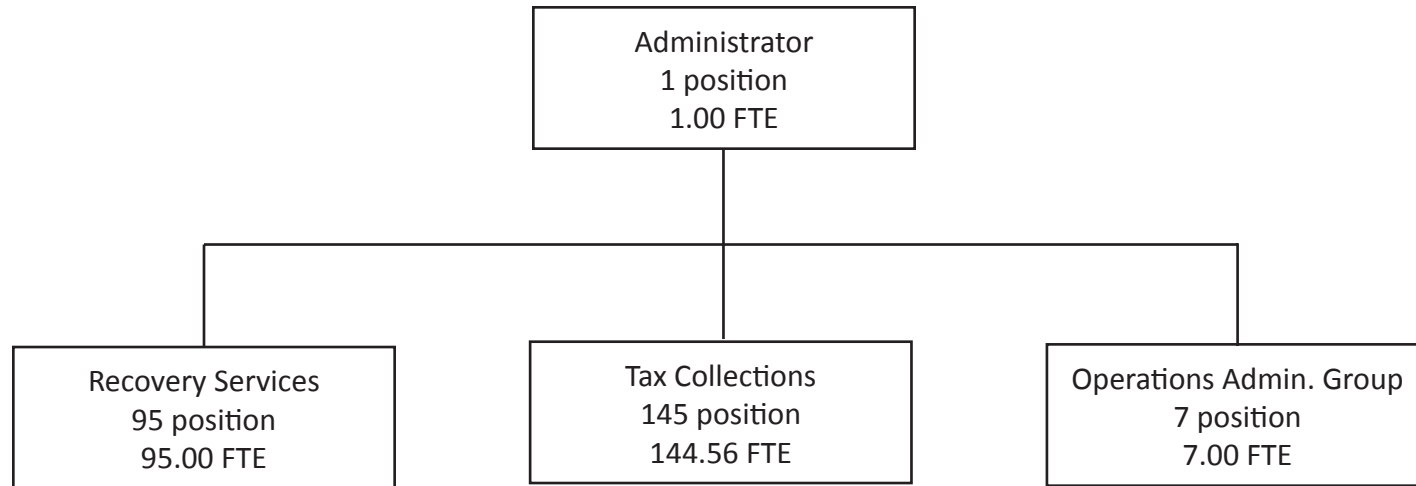 Administrator
1 position
1.00 FTE
Recovery Services
95 position
95.00 FTE
Tax Collections
145 position
144.56 FTE
Operations Admin. Group
7 position
7.00 FTE